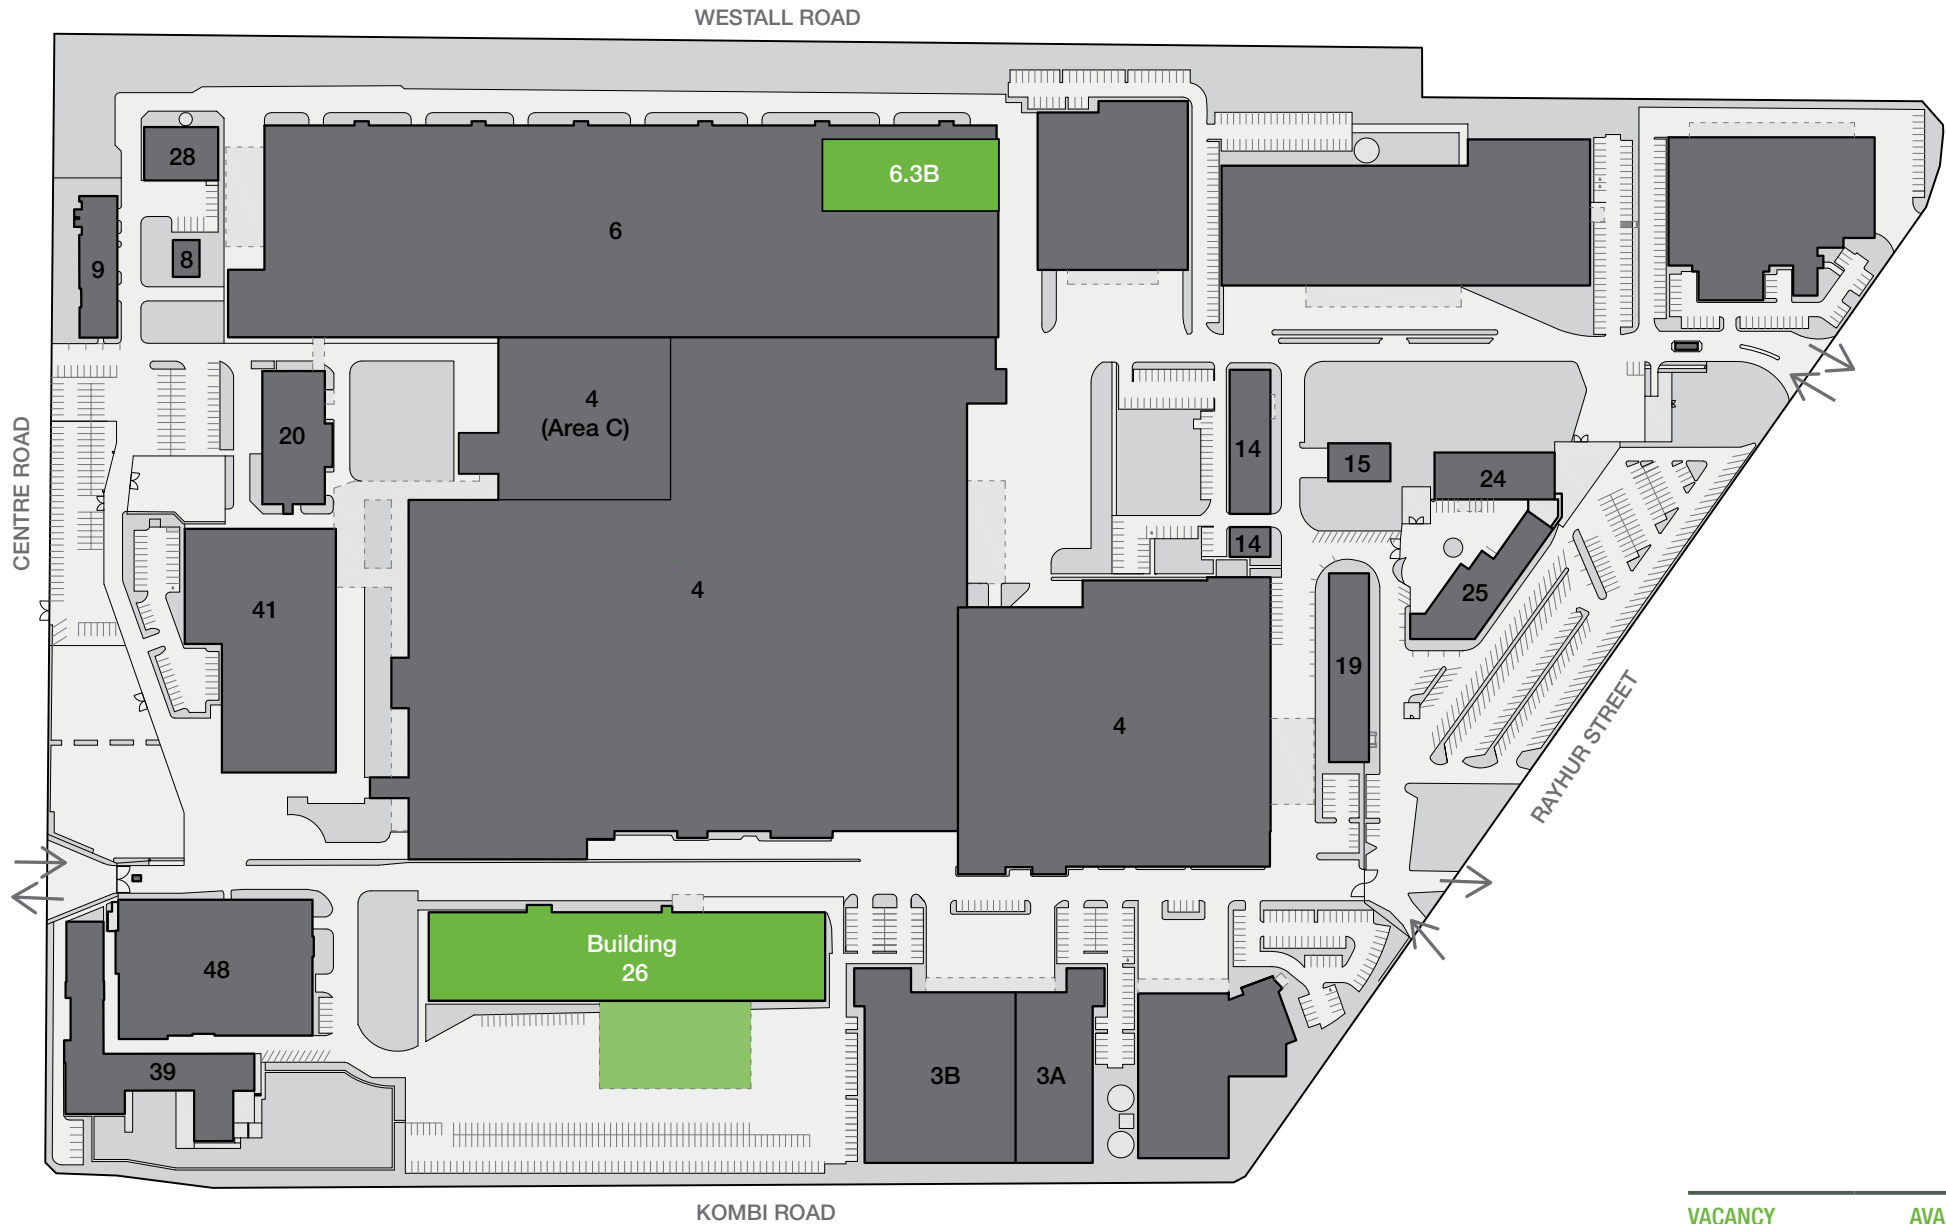 WESTALL ROAD
28
6.3B
6
8
9
4
(Area C)
20
14
15
24
CENTRE ROAD
14
4
25
41
19
RAYHUR STREET
4
Building
26
48
39
3B
3A
KOMBI ROAD
VACANCY AVA